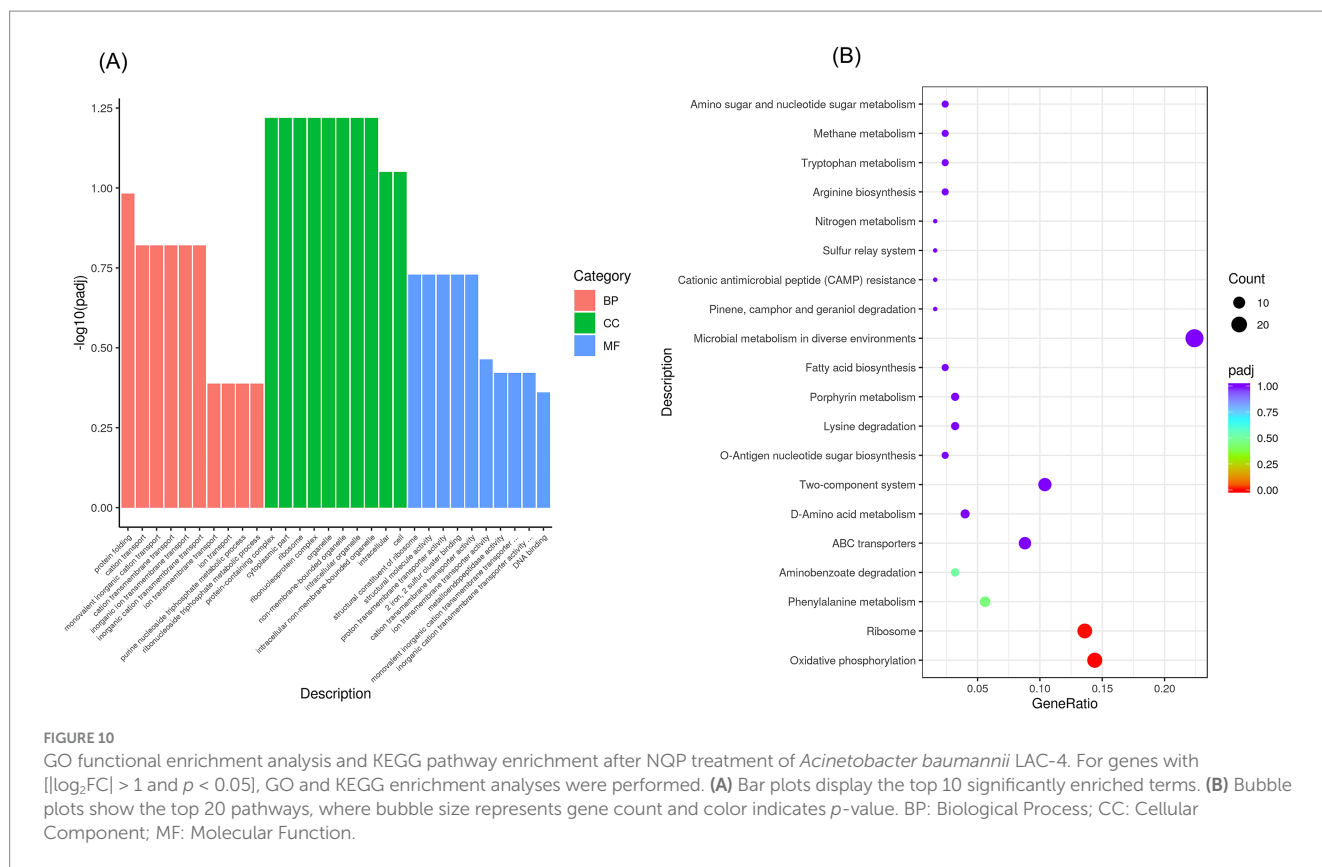 (A)
1.25
1.00
0.75
0.50
0.25
0.00
-log10(padj)
protein folding
cation transport
monovalent inorganic cation transport
cation transmembrane transport
inorganic ion transmembrane transport
inorganic cation transmembrane transport
ion transmembrane transport
ion transport
purine nucleoside triphosphate metabolic process
ribonucleoside triphosphate metabolic process
protein-containing complex
cytoplasmic part
ribosome
ribonucleoprotein complex
organelle
non-membrane-bounded organelle
intracellular organelle
intracellular non-membrane-bounded organelle
intracellular
cell
structural constituent of ribosome
structural molecule activity
proton transmembrane transporter activity
2 iron, 2 sulfur cluster binding
cation transmembrane transporter activity
ion transmembrane transporter activity
metalloendopeptidase activity
monovalent inorganic cation transmembrane transporter ...
inorganic cation transmembrane transporter activity ...
DNA binding
Description
Category
BP
CC
MF
(B)
Amino sugar and nucleotide sugar metabolism
Methane metabolism
Tryptophan metabolism
Arginine biosynthesis
Nitrogen metabolism
Sulfur relay system
Cationic antimicrobial peptide (CAMP) resistance
Pinene, camphor and geraniol degradation
Microbial metabolism in diverse environments
Fatty acid biosynthesis
Porphyrin metabolism
Lysine degradation
O-Antigen nucleotide sugar biosynthesis
Two-component system
D-Amino acid metabolism
ABC transporters
Aminobenzoate degradation
Phenylalanine metabolism
Ribosome
Oxidative phosphorylation
Description
0.05 0.10 0.15 0.20
GeneRatio
Count
10
20
padj
1.00
0.75
0.50
0.25
0.00
FIGURE 10
GO functional enrichment analysis and KEGG pathway enrichment after NQP treatment of Acinetobacter baumannii LAC-4. For genes with
[|log₂FC| > 1 and p < 0.05], GO and KEGG enrichment analyses were performed. (A) Bar plots display the top 10 significantly enriched terms. (B) Bubble
plots show the top 20 pathways, where bubble size represents gene count and color indicates p-value. BP: Biological Process; CC: Cellular
Component; MF: Molecular Function.